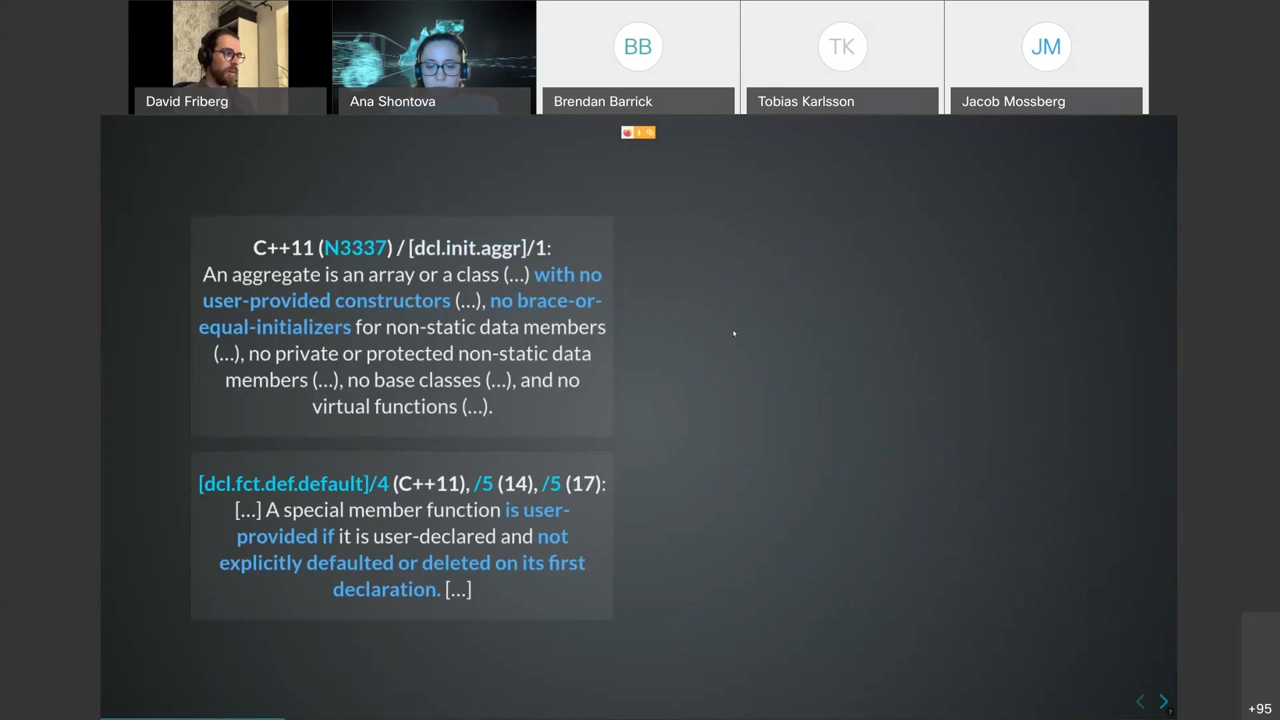 BB
TK
JM
David Friberg
Ana Shontova
Brendan Barrick
Tobias Karlsson
Jacob Mossberg
C++11 (N3337) / [dcl.init.aggr]/1:
An aggregate is an array or a class (...) with no
user-provided constructors (...), no brace-or-
equal-initializers for non-static data members
(...), no private or protected non-static data
members (...), no base classes (...), and no
virtual functions (...).
[dcl.fct.def.default]/4 (C++11), /5 (14), /5 (17):
[...] A special member function is user-
provided if it is user-declared and not
explicitly defaulted or deleted on its first
declaration. [...]
+95